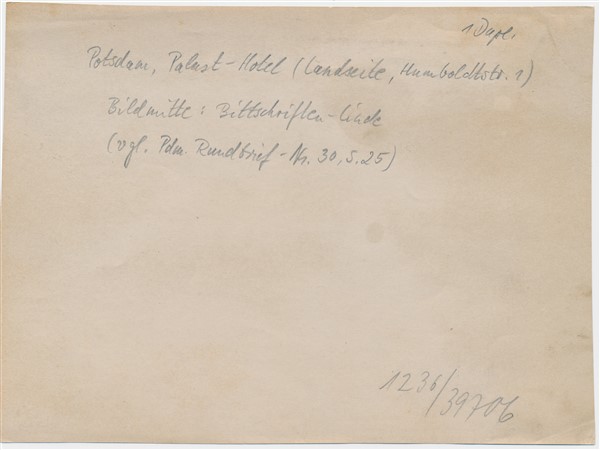 1 Dupl.
Potsdam, Palast-Hotel (Landseite, Humboldtstr. 1)
Bildmitte: Bittschriften-Linde
(vgl. Pdm. Rundbrief-Nr. 30, S. 25)
1236/39706